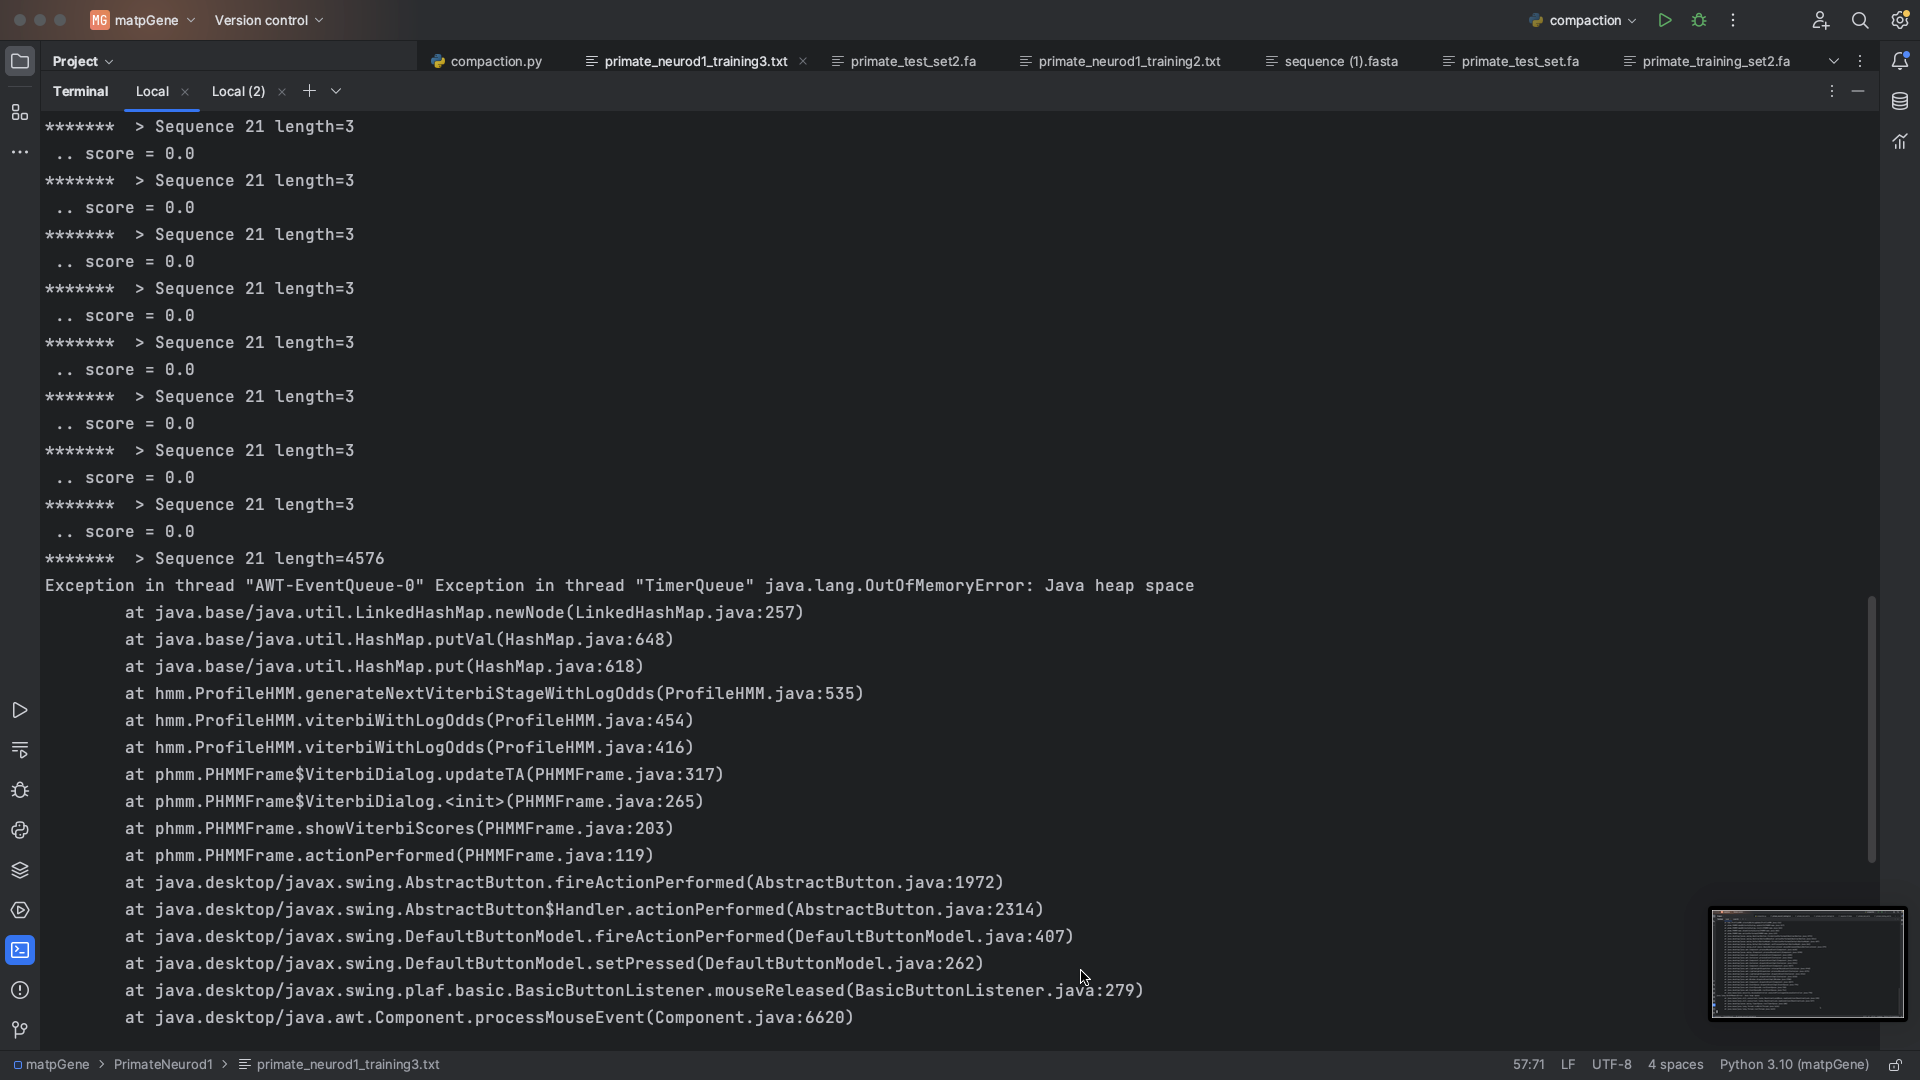 MG matpGene Version control compaction
Project compaction.py primate_neurod1_training3.txt primate_test_set2.fa primate_neurod1_training2.txt sequence (1).fasta primate_test_set.fa primate_training_set2.fa
Terminal Local Local (2)
******* > Sequence 21 length=3
.. score = 0.0
******* > Sequence 21 length=3
.. score = 0.0
******* > Sequence 21 length=3
.. score = 0.0
******* > Sequence 21 length=3
.. score = 0.0
******* > Sequence 21 length=3
.. score = 0.0
******* > Sequence 21 length=3
.. score = 0.0
******* > Sequence 21 length=3
.. score = 0.0
******* > Sequence 21 length=3
.. score = 0.0
******* > Sequence 21 length=4576
Exception in thread "AWT-EventQueue-0" Exception in thread "TimerQueue" java.lang.OutOfMemoryError: Java heap space
at java.base/java.util.LinkedHashMap.newNode(LinkedHashMap.java:257)
at java.base/java.util.HashMap.putVal(HashMap.java:648)
at java.base/java.util.HashMap.put(HashMap.java:618)
at hmm.ProfileHMM.generateNextViterbiStageWithLogOdds(ProfileHMM.java:535)
at hmm.ProfileHMM.viterbiWithLogOdds(ProfileHMM.java:454)
at hmm.ProfileHMM.viterbiWithLogOdds(ProfileHMM.java:416)
at phmm.PHMMFrame$ViterbiDialog.updateTA(PHMMFrame.java:317)
at phmm.PHMMFrame$ViterbiDialog.<init>(PHMMFrame.java:265)
at phmm.PHMMFrame.showViterbiScores(PHMMFrame.java:203)
at phmm.PHMMFrame.actionPerformed(PHMMFrame.java:119)
at java.desktop/javax.swing.AbstractButton.fireActionPerformed(AbstractButton.java:1972)
at java.desktop/javax.swing.AbstractButton$Handler.actionPerformed(AbstractButton.java:2314)
at java.desktop/javax.swing.DefaultButtonModel.fireActionPerformed(DefaultButtonModel.java:407)
at java.desktop/javax.swing.DefaultButtonModel.setPressed(DefaultButtonModel.java:262)
at java.desktop/javax.swing.plaf.basic.BasicButtonListener.mouseReleased(BasicButtonListener.java:279)
at java.desktop/java.awt.Component.processMouseEvent(Component.java:6620)
matpGene > PrimateNeurod1 > primate_neurod1_training3.txt 57:71 LF UTF-8 4 spaces Python 3.10 (matpGene)